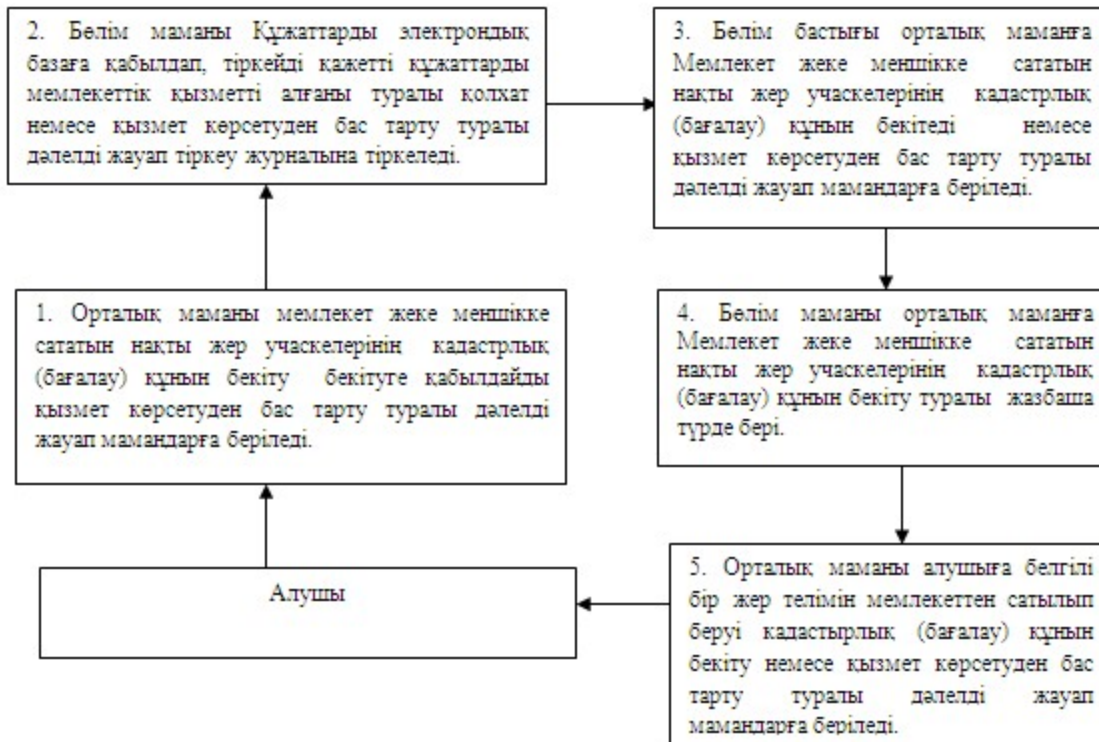 2. Бөлім маманы Құжаттарды электрондық
базаға қабылдап, тіркейді қажетті құжаттарды
мемлекеттік қызметті алғаны туралы қолхат
немесе қызмет көрсетуден бас тарту туралы
дәлелді жауап тіркеу журналына тіркеледі.
3. Бөлім бастығы орталық маманға
Мемлекет жеке меншікке сататын
нақты жер учаскелерінің кадастрлық
(бағалау) құнын бекітеді немесе
қызмет көрсетуден бас тарту туралы
дәлелді жауап мамандарға беріледі.
1. Орталық маманы мемлекет жеке меншікке
сататын нақты жер учаскелерінің кадастрлық
(бағалау) құнын бекіту бекітуге қабылдайды
қызмет көрсетуден бас тарту туралы дәлелді
жауап мамандарға беріледі.
4. Бөлім маманы орталық маманға
Мемлекет жеке меншікке сататын
нақты жер учаскелерінің кадастрлық
(бағалау) құнын бекіту туралы жазбаша
түрде бері.
Алушы
5. Орталық маманы алушыға белгілі
бір жер телімін мемлекеттен сатылып
беруі кадастырлық (бағалау) құнын
бекіту немесе қызмет көрсетуден бас
тарту туралы дәлелді жауап
мамандарға беріледі.